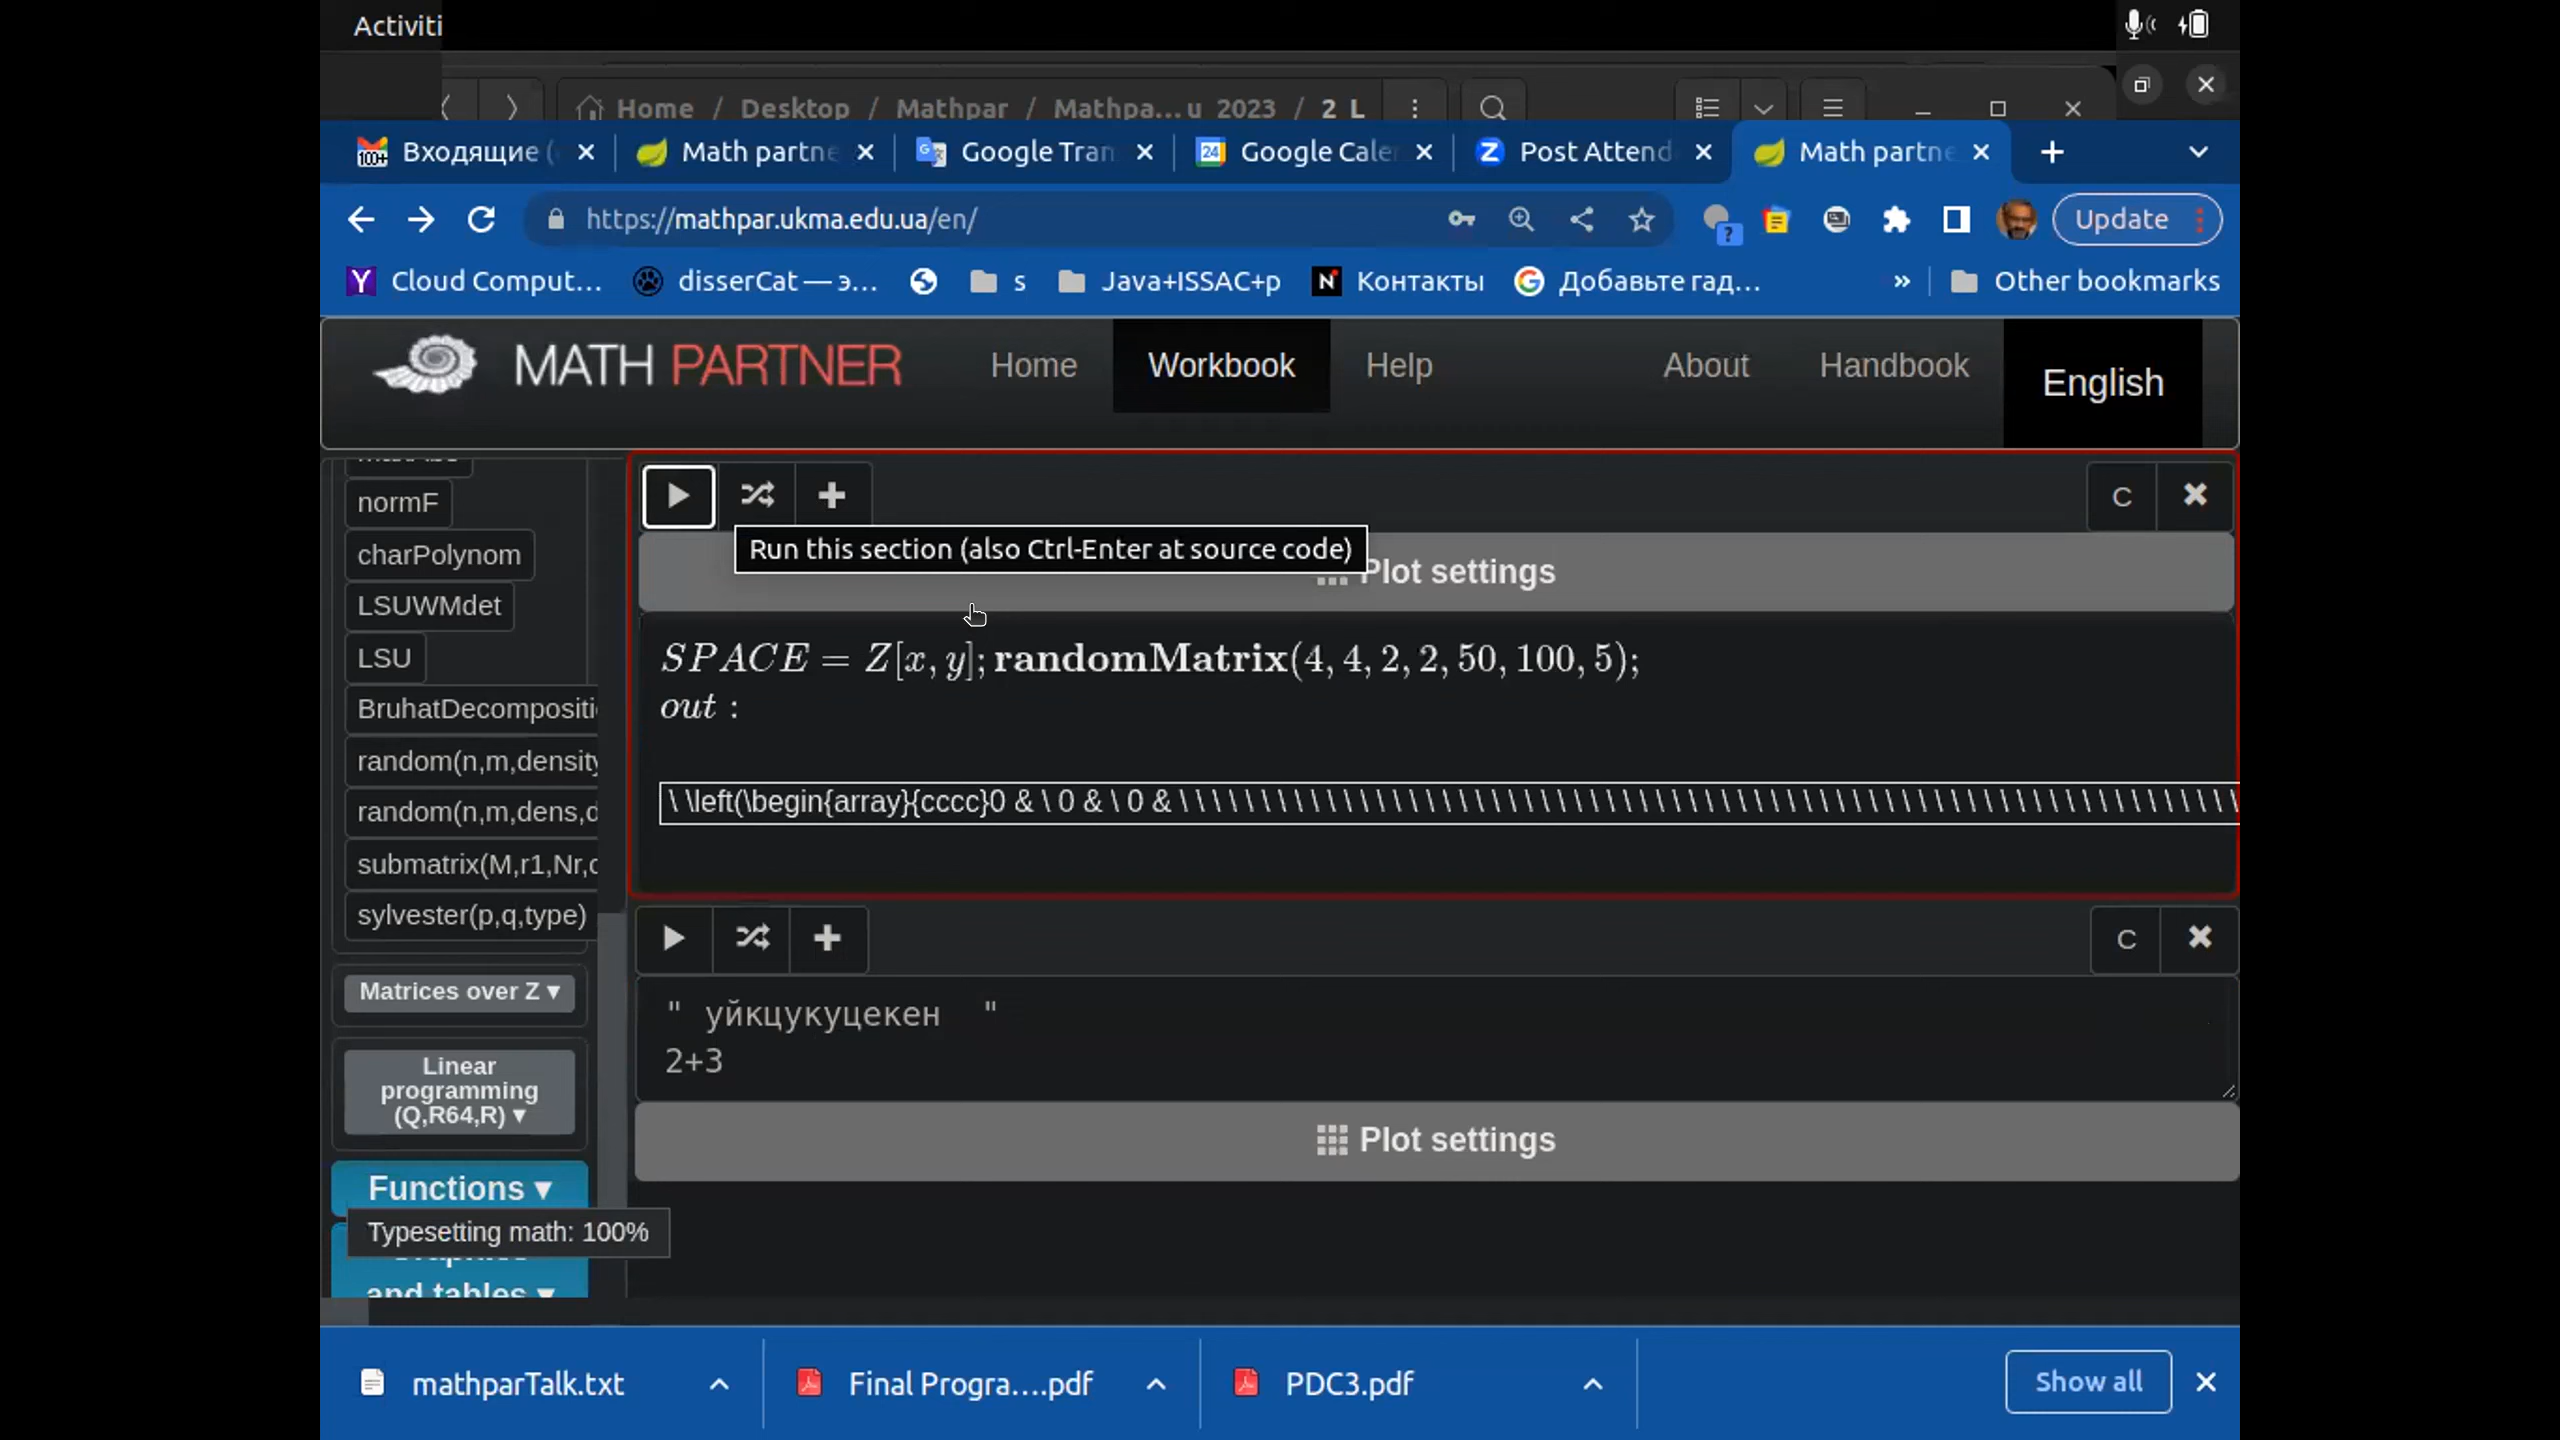 Activiti
Home / Desktop / Mathpar / Mathpa...u 2023 / 2 L
Входящие ( Math partne Google Tran Google Cale Post Attend Math partne
https://mathpar.ukma.edu.ua/en/ Update
Cloud Comput... disserCat — э... s Java+ISSAC+p Контакты Добавьте гад... » Other bookmarks
MATH PARTNER Home Workbook Help About Handbook English
normF
charPolynom
LSUWMdet
LSU
BruhatDecompositi
random(n,m,density
random(n,m,dens,d
submatrix(M,r1,Nr,c
sylvester(p,q,type)
Matrices over Z ▾
Linear
programming
(Q,R64,R) ▾
Functions ▾
Typesetting math: 100%
and tables ▾
C
Run this section (also Ctrl-Enter at source code)
Plot settings
SPACE = Z[x, y]; randomMatrix(4, 4, 2, 2, 50, 100, 5);
out :
\ \left(\begin{array}{cccc}0 & \ 0 & \ 0 & \ \ \ \ \ \ \ \ \ \ \ \ \ \ \ \ \ \ \ \ \ \ \ \ \ \ \ \ \ \ \ \ \ \ \ \ \ \ \ \ \ \ \ \ \ \ \ \ \ \ \ \ \ \ \ \ \ \ \ \ \ \ \ \ \
C
" уйкцукуцекен "
2+3
Plot settings
mathparTalk.txt Final Progra....pdf PDC3.pdf Show all